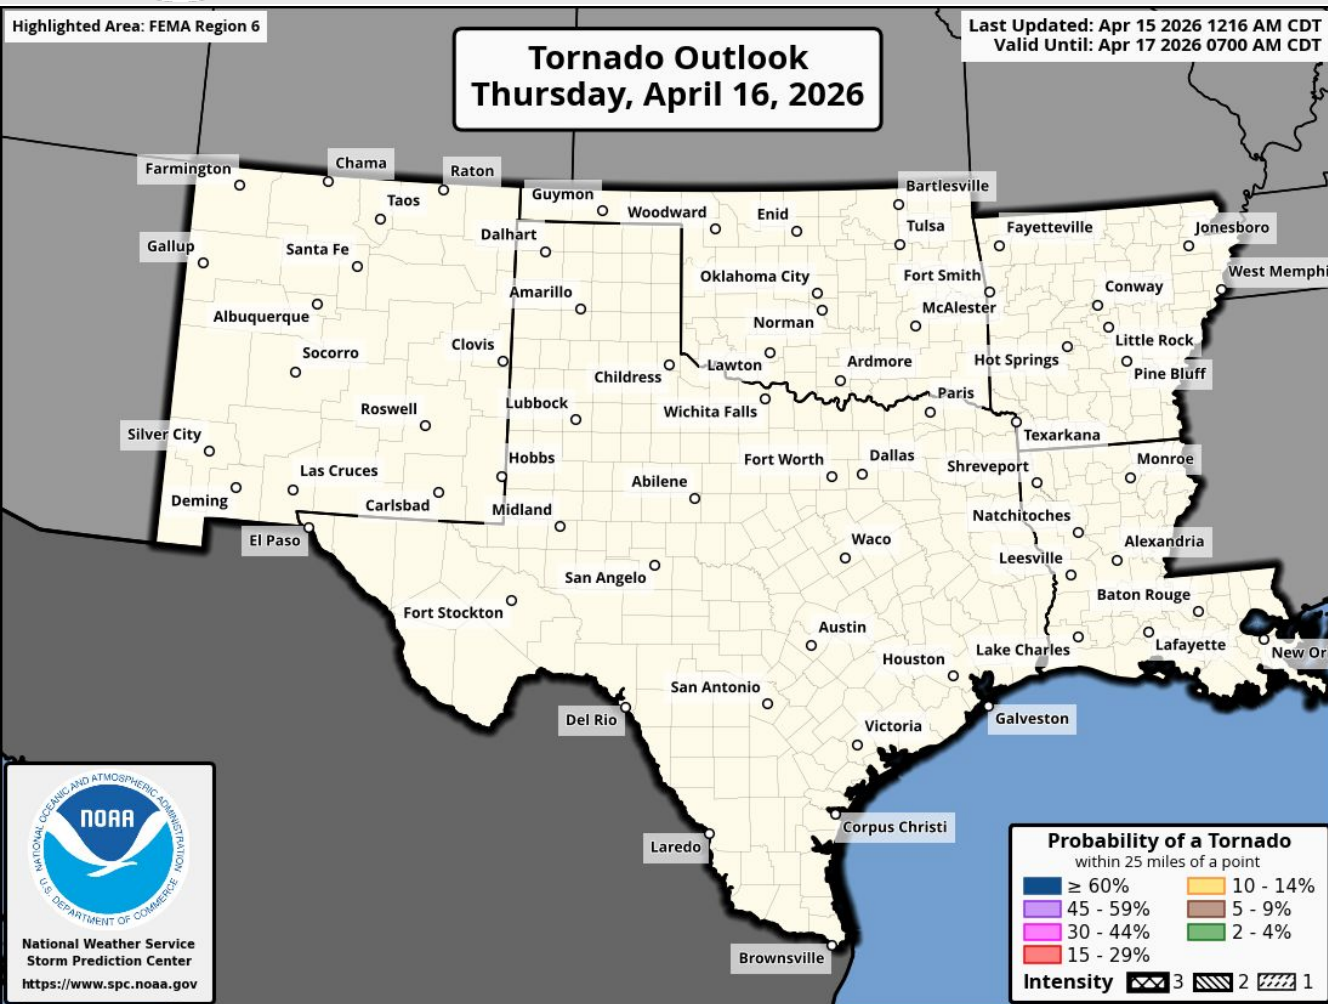 Highlighted Area: FEMA Region 6
Last Updated: Apr 15 2026 1216 AM CDT
Valid Until: Apr 17 2026 0700 AM CDT
Tornado Outlook
Thursday, April 16, 2026
Farmington
Chama
Raton
Taos
Guymon
Woodward
Enid
Bartlesville
Tulsa
Fayetteville
Jonesboro
Gallup
Santa Fe
Dalhart
Oklahoma City
Fort Smith
West Memphi
Albuquerque
Amarillo
Norman
McAlester
Conway
Little Rock
Socorro
Clovis
Childress
Lawton
Ardmore
Hot Springs
Pine Bluff
Roswell
Lubbock
Wichita Falls
Paris
Texarkana
Silver City
Las Cruces
Hobbs
Abilene
Fort Worth
Dallas
Shreveport
Monroe
Deming
Carlsbad
Midland
Natchitoches
El Paso
San Angelo
Waco
Leesville
Alexandria
Fort Stockton
Austin
Baton Rouge
Houston
Lake Charles
Lafayette
New Or
San Antonio
Del Rio
Victoria
Galveston
Laredo
Corpus Christi
Brownsville
NATIONAL OCEANIC AND ATMOSPHERIC ADMINISTRATION
NOAA
U.S. DEPARTMENT OF COMMERCE
National Weather Service
Storm Prediction Center
https://www.spc.noaa.gov
Probability of a Tornado
within 25 miles of a point
≥ 60% 10 - 14%
45 - 59% 5 - 9%
30 - 44% 2 - 4%
15 - 29%
Intensity 3 2 1